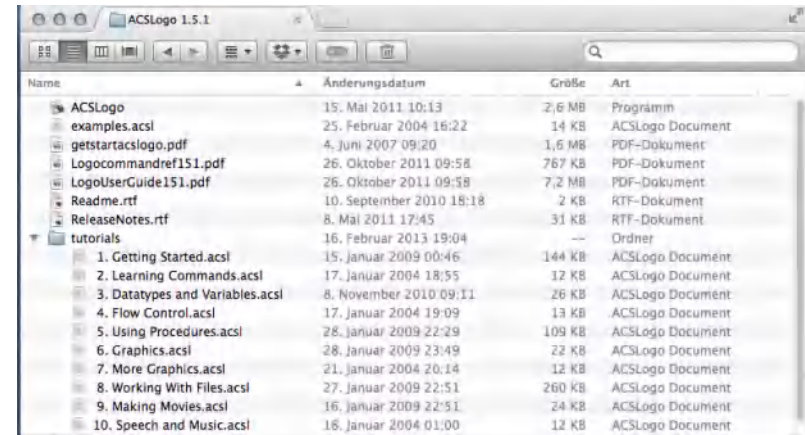 ACSLogo 1.5.1
Name Änderungsdatum Größe Art
ACSLogo 15. Mai 2011 10:13 2,6 MB Programm
examples.acsl 25. Februar 2004 16:22 14 KB ACSLogo Document
getstartacslogo.pdf 4. Juni 2007 09:20 1,6 MB PDF-Dokument
Logocommandref151.pdf 26. Oktober 2011 09:58 767 KB PDF-Dokument
LogoUserGuide151.pdf 26. Oktober 2011 09:58 7,2 MB PDF-Dokument
Readme.rtf 10. September 2010 18:18 2 KB RTF-Dokument
ReleaseNotes.rtf 8. Mai 2011 17:45 31 KB RTF-Dokument
tutorials 16. Februar 2013 19:04 -- Ordner
1. Getting Started.acsl 15. Januar 2009 00:46 144 KB ACSLogo Document
2. Learning Commands.acsl 17. Januar 2004 18:55 12 KB ACSLogo Document
3. Datatypes and Variables.acsl 8. November 2010 09:11 26 KB ACSLogo Document
4. Flow Control.acsl 17. Januar 2004 19:09 13 KB ACSLogo Document
5. Using Procedures.acsl 28. Januar 2009 22:29 109 KB ACSLogo Document
6. Graphics.acsl 28. Januar 2009 23:49 22 KB ACSLogo Document
7. More Graphics.acsl 21. Januar 2004 20:14 12 KB ACSLogo Document
8. Working With Files.acsl 27. Januar 2009 22:51 260 KB ACSLogo Document
9. Making Movies.acsl 16. Januar 2009 22:51 24 KB ACSLogo Document
10. Speech and Music.acsl 18. Januar 2004 01:00 12 KB ACSLogo Document